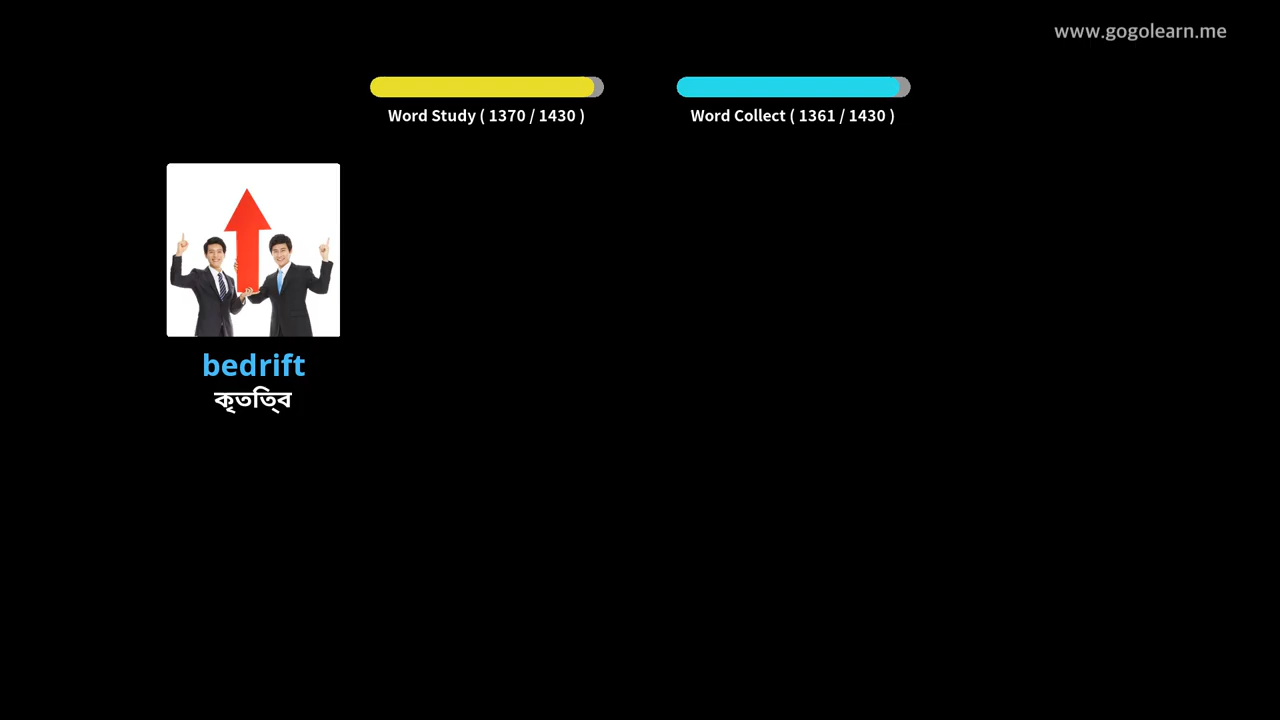 www.gogolearn.me
Word Study ( 1370 / 1430 )
Word Collect ( 1361 / 1430 )
bedrift
কৃতিত্ব